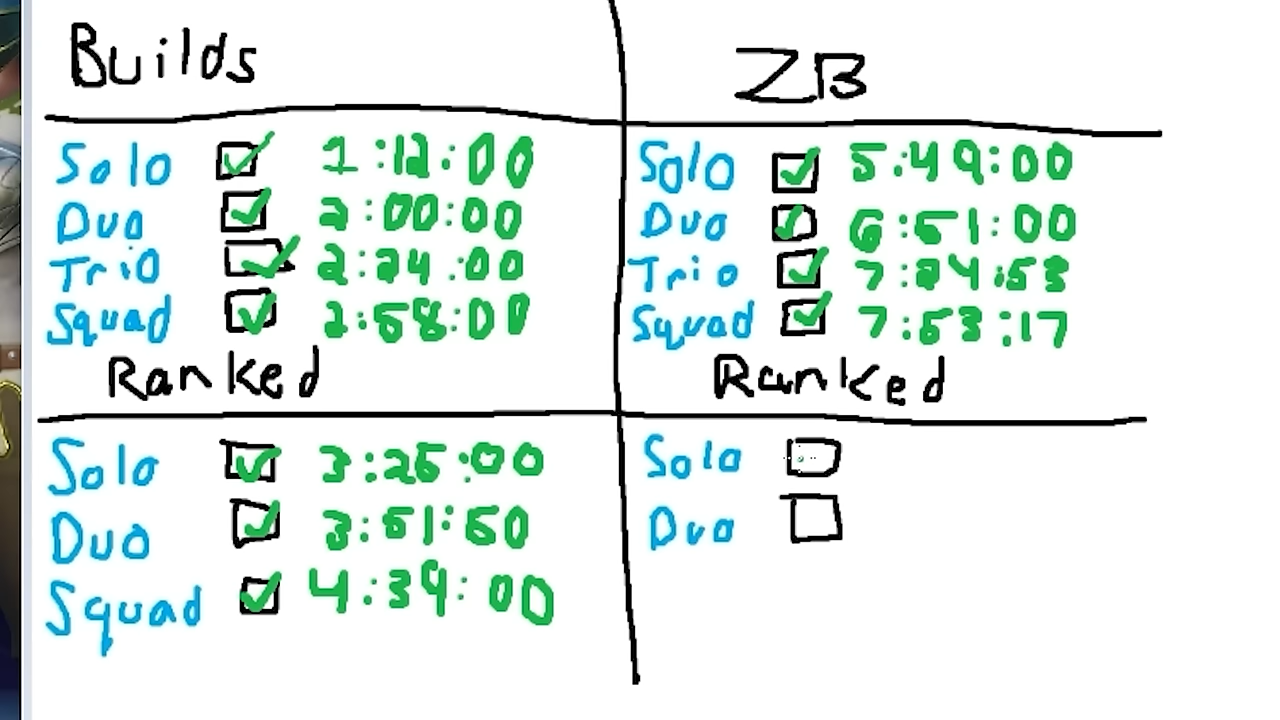 Builds
Solo 1:12:00
Duo 2:00:00
Trio 2:24:00
Squad 2:58:00
Ranked
Solo 3:25:00
Duo 3:51:50
Squad 4:39:00
ZB
Solo 5:49:00
Duo 6:51:00
Trio 7:24:53
Squad 7:53:17
Ranked
Solo
Duo